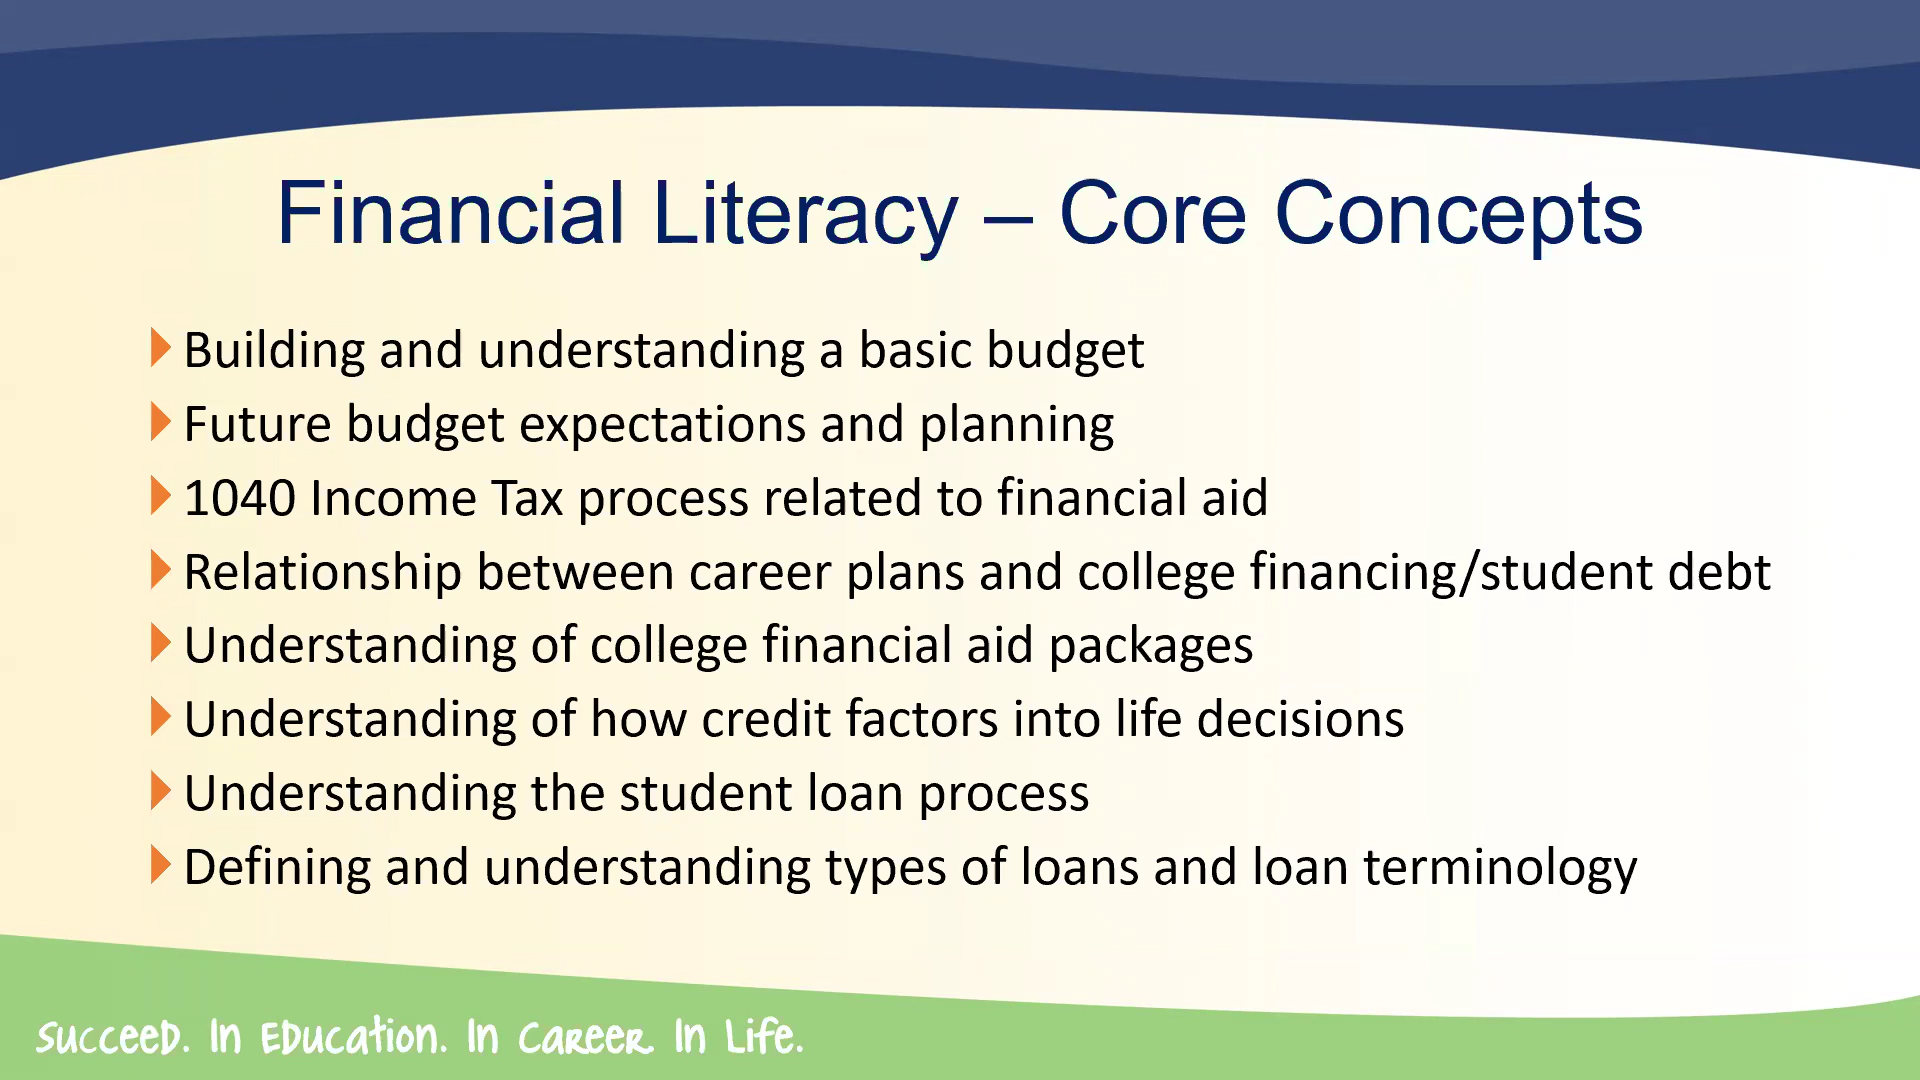 Financial Literacy – Core Concepts
Building and understanding a basic budget
Future budget expectations and planning
1040 Income Tax process related to financial aid
Relationship between career plans and college financing/student debt
Understanding of college financial aid packages
Understanding of how credit factors into life decisions
Understanding the student loan process
Defining and understanding types of loans and loan terminology
Succeed. In Education. In Career. In Life.